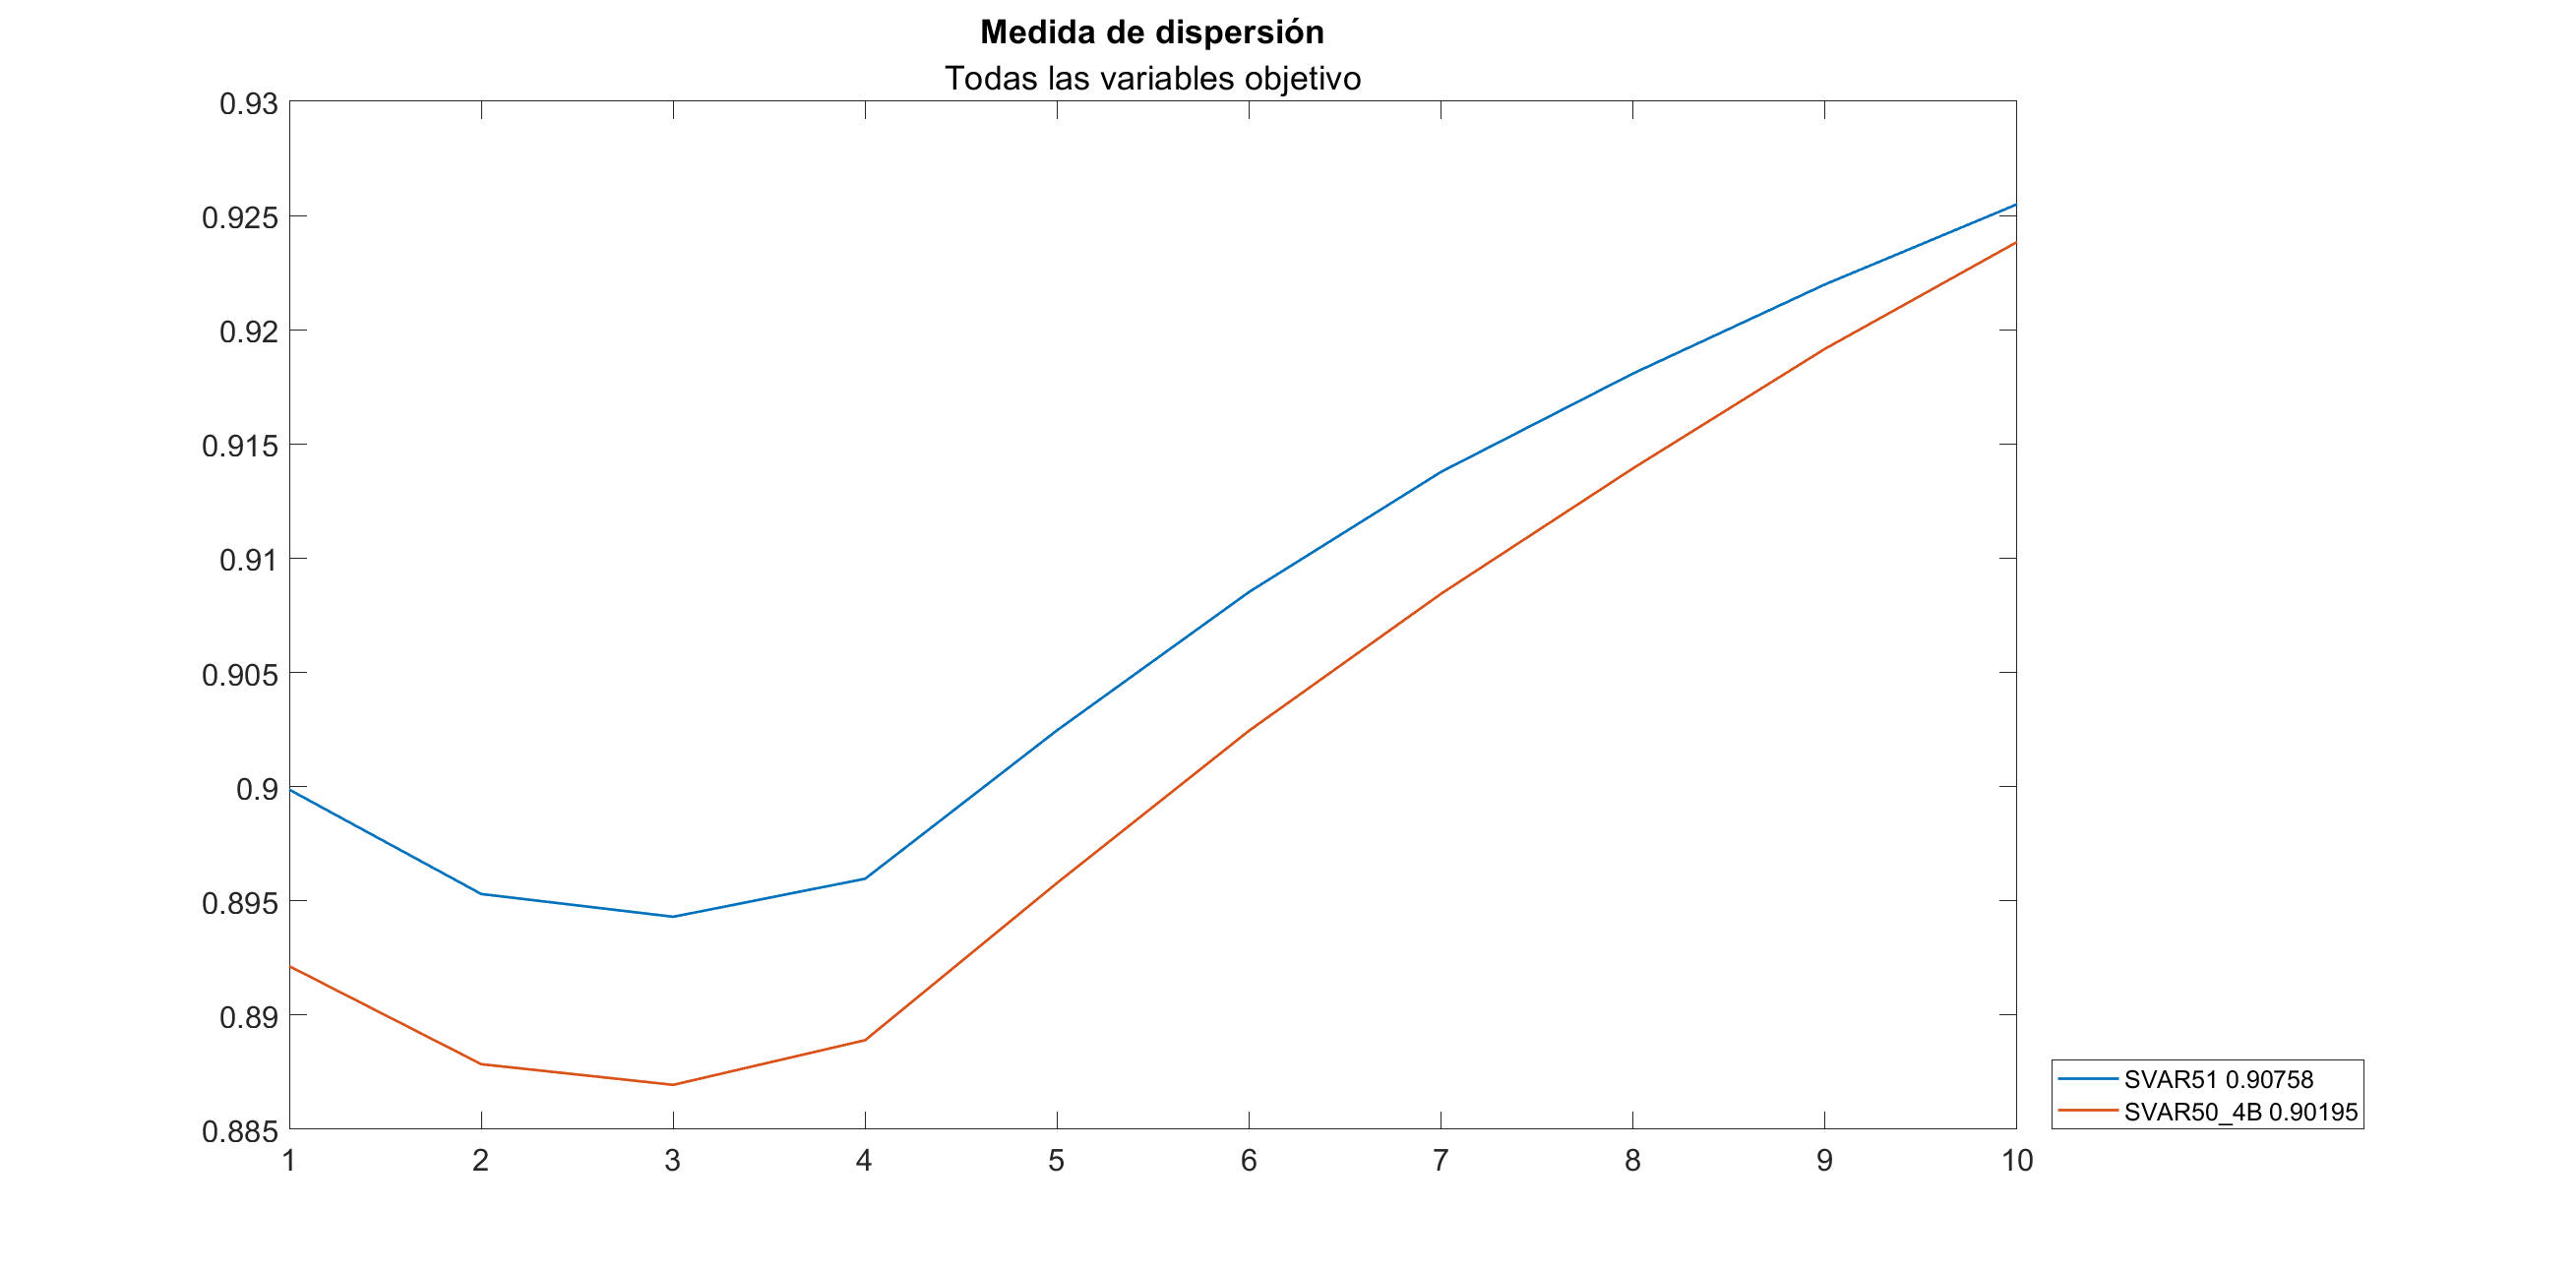 Medida de dispersión
Todas las variables objetivo
0.93
0.925
0.92
0.915
0.91
0.905
0.9
0.895
0.89
0.885
1 2 3 4 5 6 7 8 9 10
SVAR51 0.90758
SVAR50_4B 0.90195